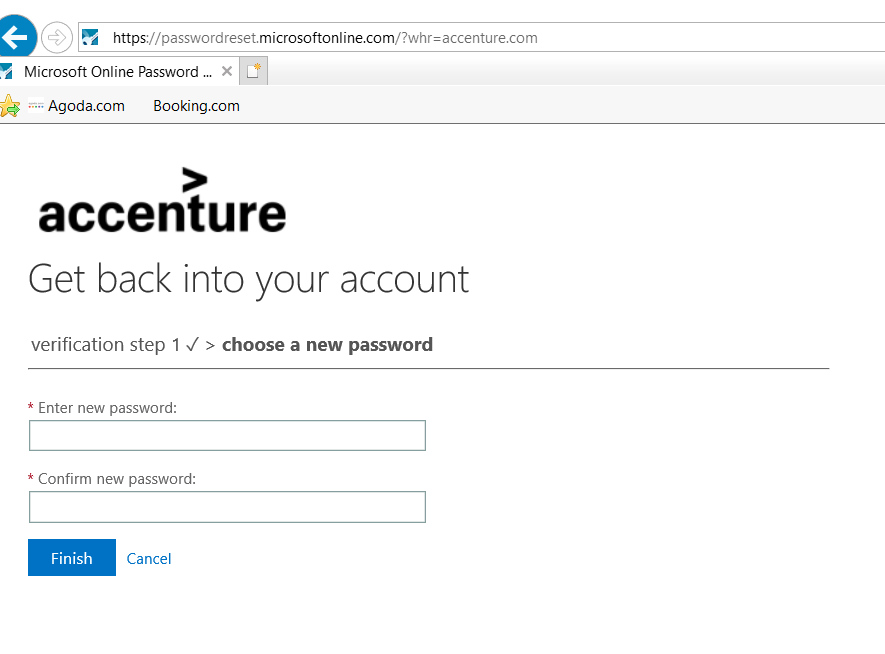 https://passwordreset.microsoftonline.com/?whr=accenture.com
Microsoft Online Password ...
Agoda.com Booking.com
accenture
Get back into your account
verification step 1 ✓ > choose a new password
* Enter new password:
* Confirm new password:
Finish Cancel